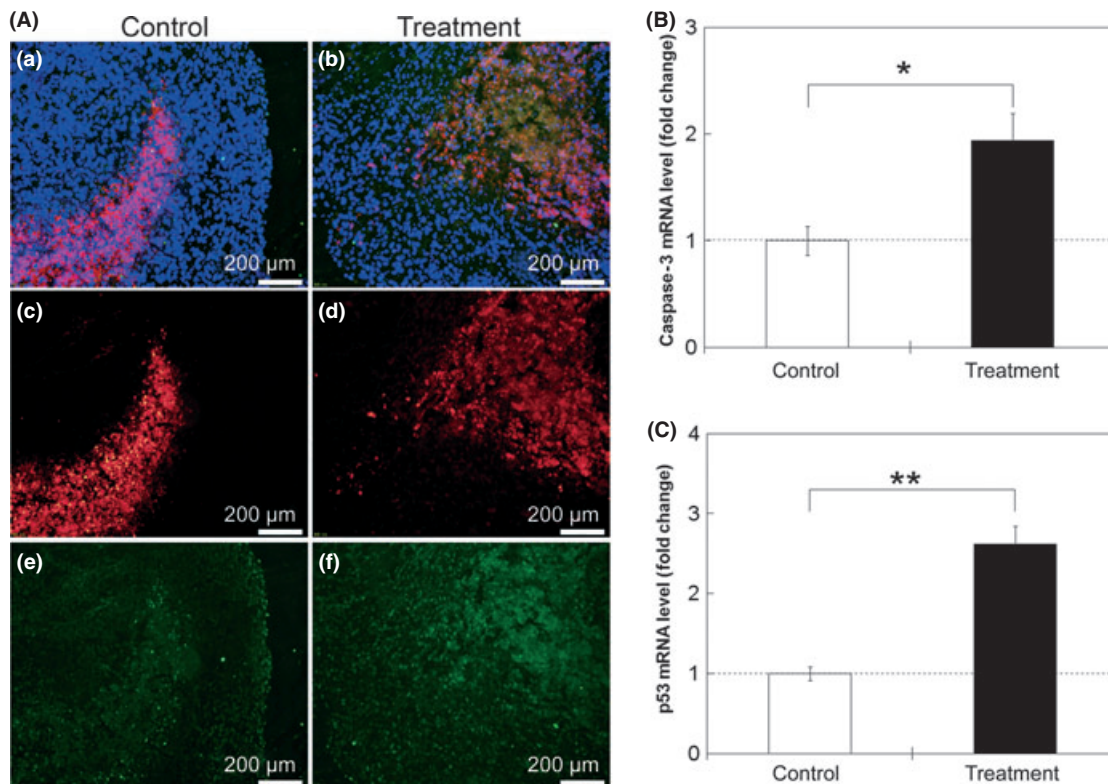 (A) Control Treatment
(a) (b)
200 µm 200 µm
(c) (d)
200 µm 200 µm
(e) (f)
200 µm 200 µm
(B)
Caspase-3 mRNA level (fold change)
3
2
1
0
*
Control Treatment
(C)
p53 mRNA level (fold change)
4
3
2
1
0
**
Control Treatment